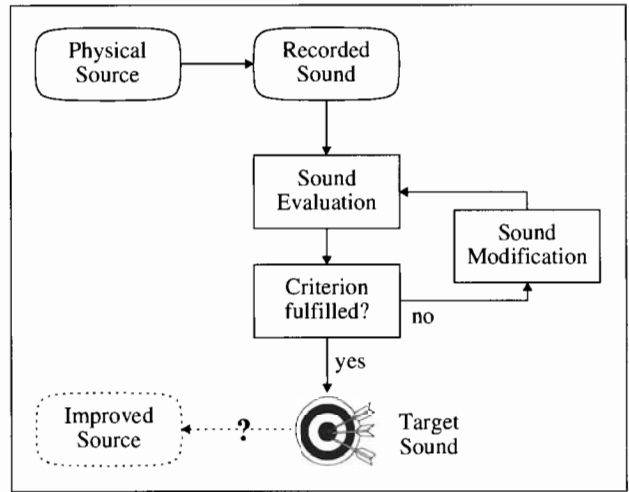 Physical
Source
Recorded
Sound
Sound
Evaluation
Sound
Modification
Criterion
fulfilled?
no
yes
Improved
Source
?
Target
Sound